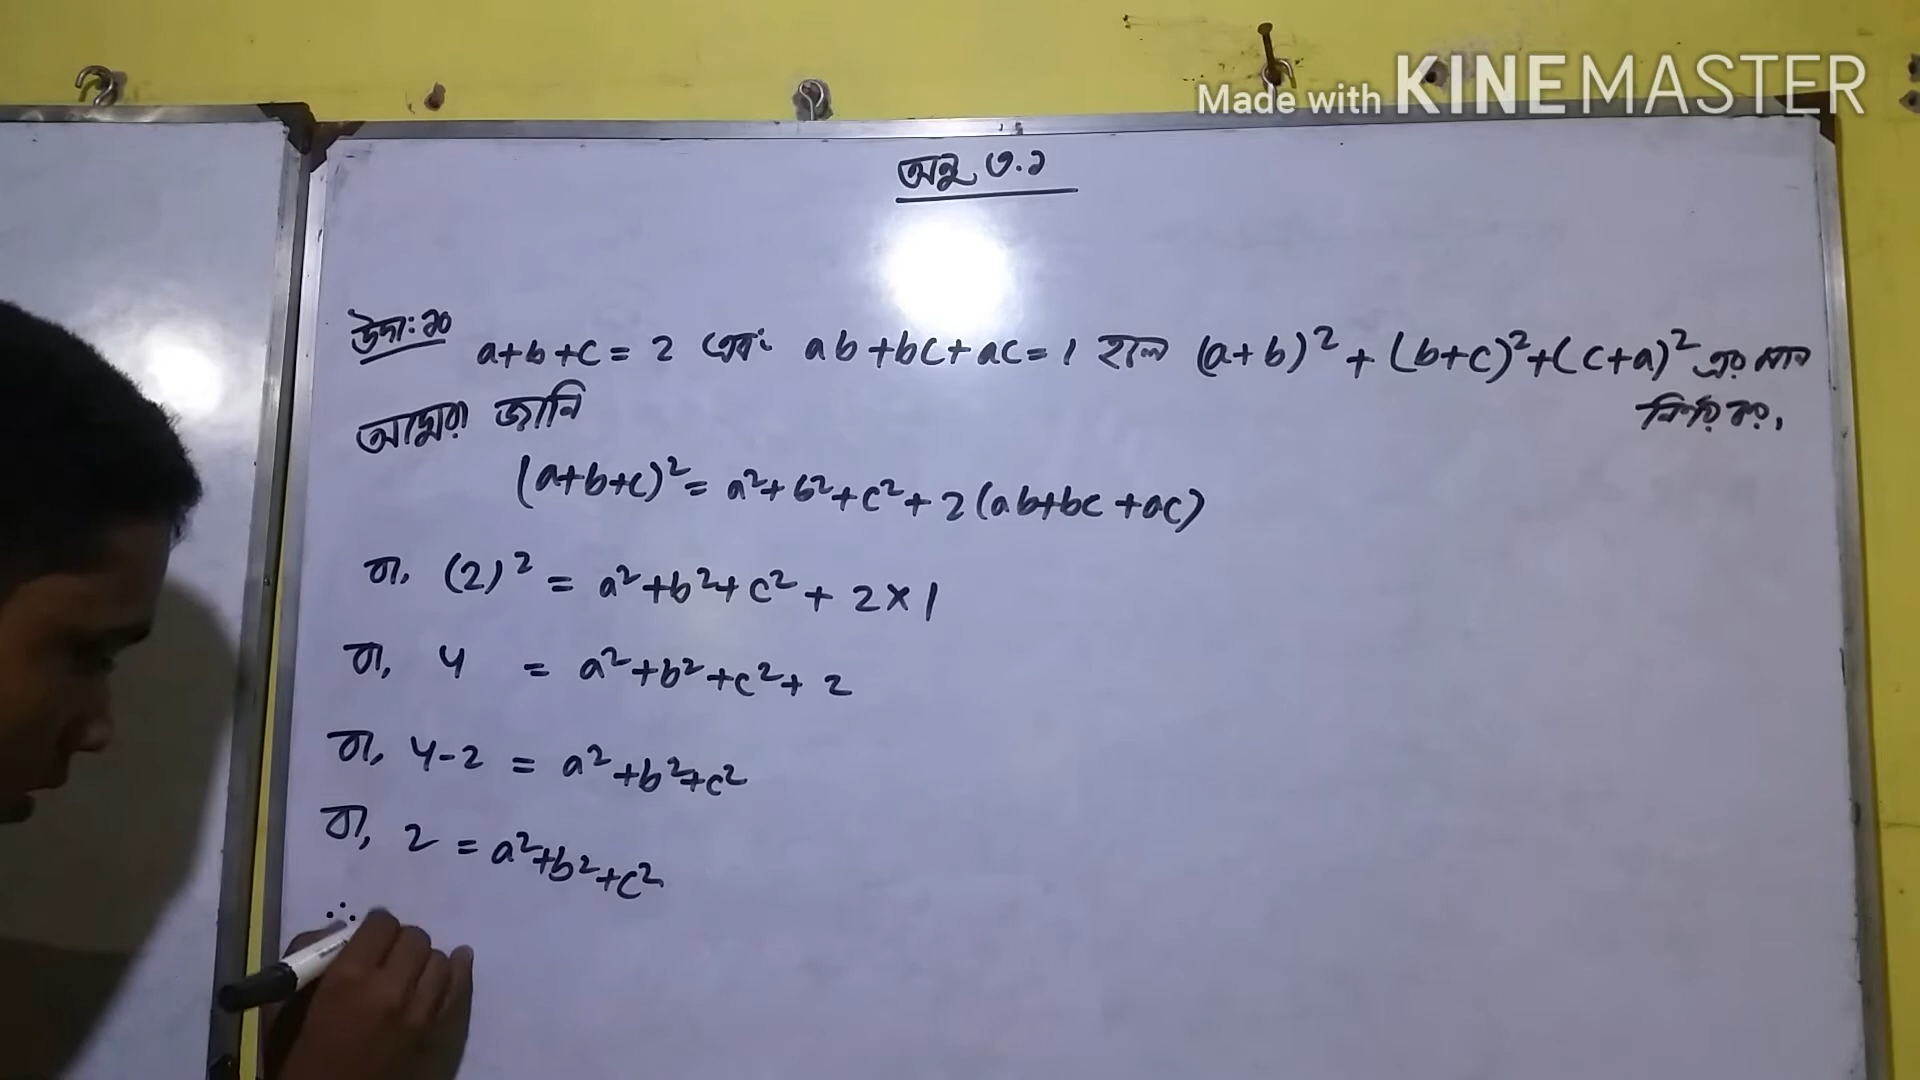 Made with KINEMASTER
অনু ৩.১
উদা: ১০ a+b+c = 2 এবং ab+bc+ac=1 হলে (a+b)²+(b+c)²+(c+a)² এর মান
নির্ণয় কর,
আমরা জানি
(a+b+c)² = a²+b²+c²+2(ab+bc+ac)
বা, (2)² = a²+b²+c²+2×1
বা, 4 = a²+b²+c²+2
বা, 4-2 = a²+b²+c²
বা, 2 = a²+b²+c²
∴